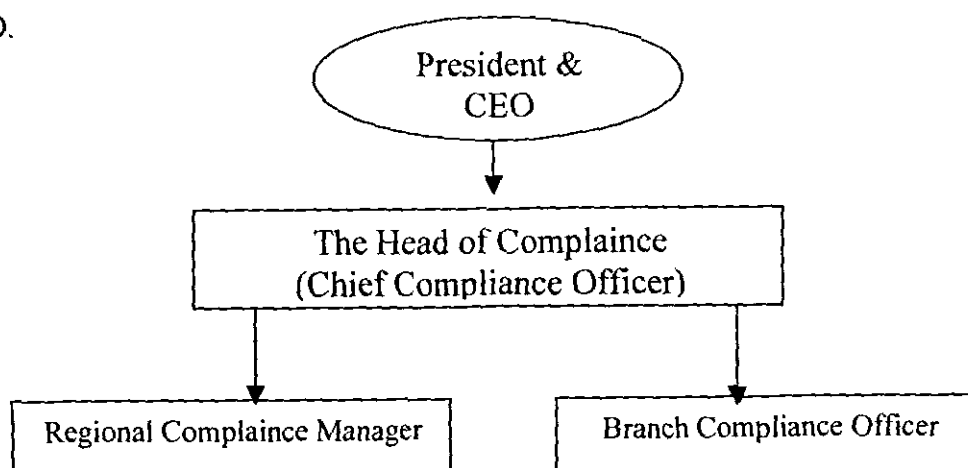 President &
CEO
The Head of Complaince
(Chief Compliance Officer)
Regional Complaince Manager
Branch Compliance Officer